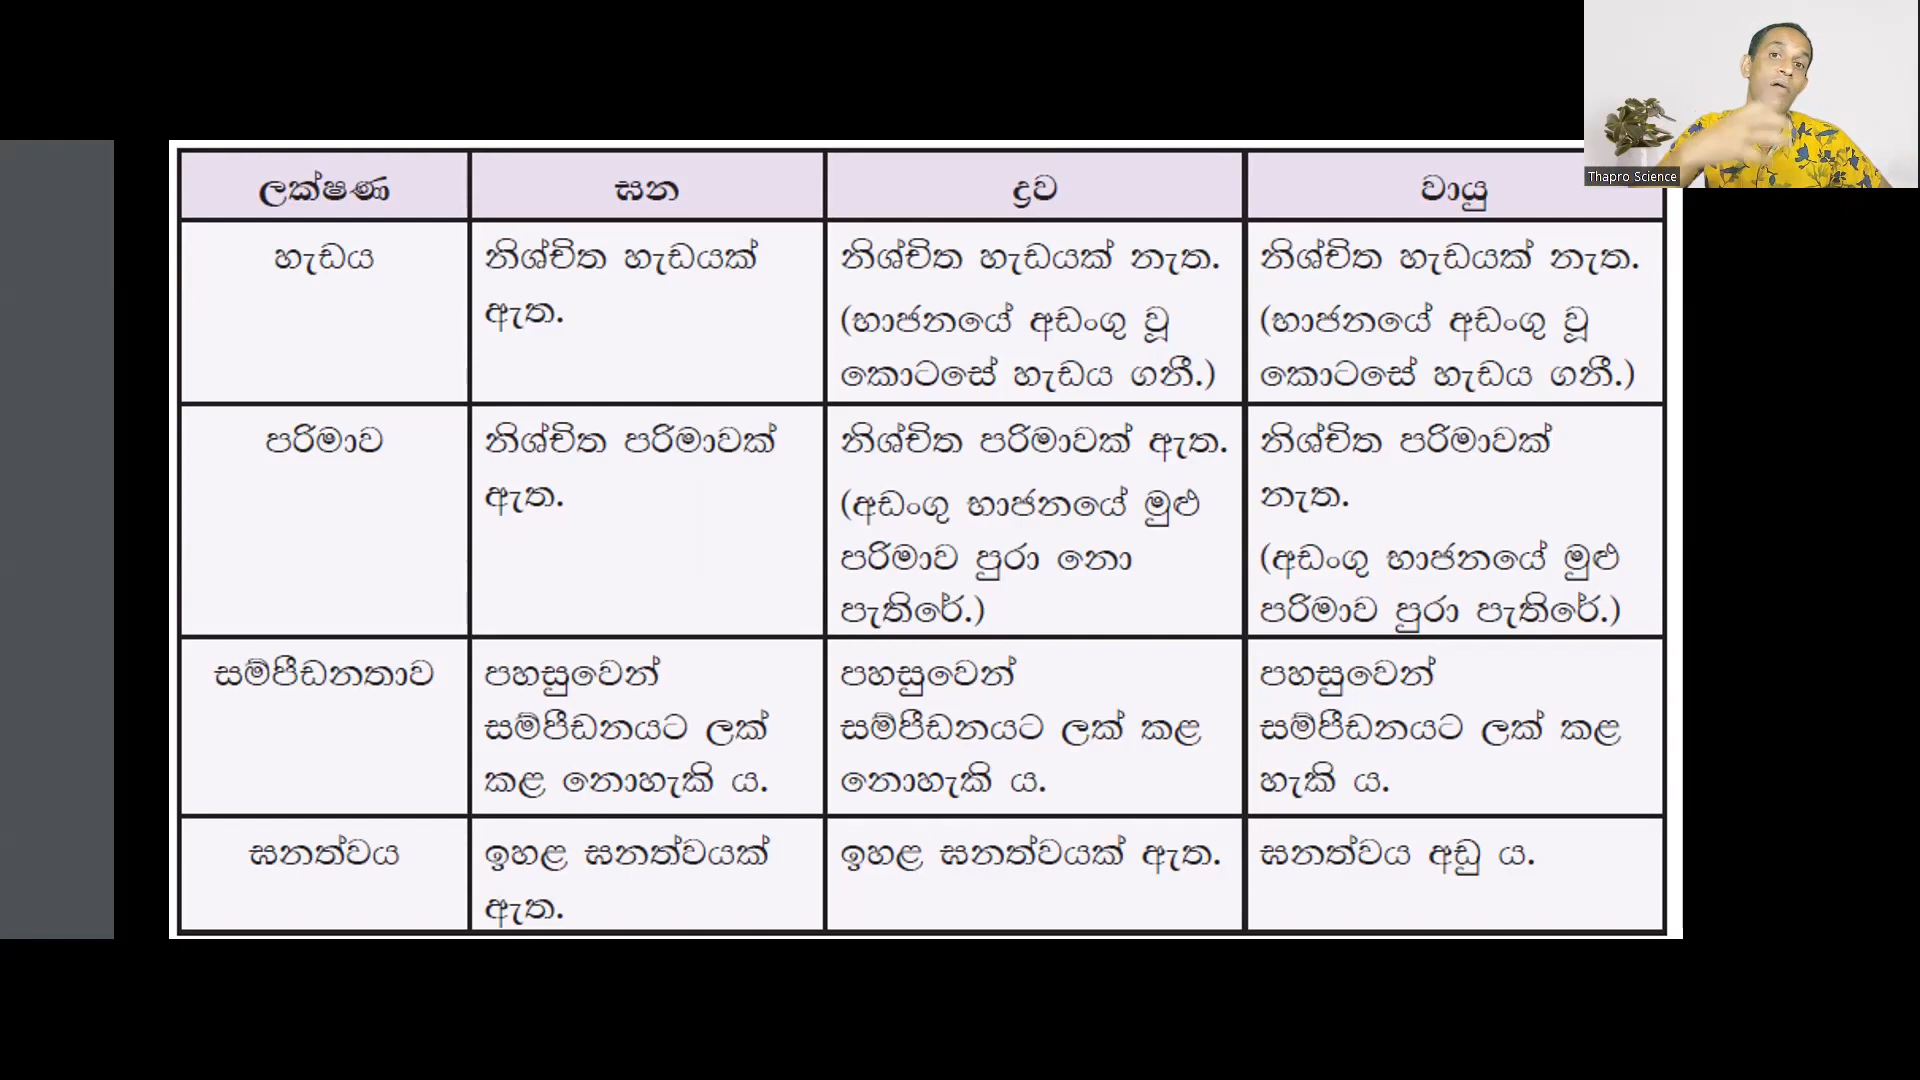 Thapro Science
ලක්ෂණ
ඝන
ද්‍රව
වායු
හැඩය
නිශ්චිත හැඩයක්
ඇත.
නිශ්චිත හැඩයක් නැත.
(භාජනයේ අඩංගු වූ
කොටසේ හැඩය ගනී.)
නිශ්චිත හැඩයක් නැත.
(භාජනයේ අඩංගු වූ
කොටසේ හැඩය ගනී.)
පරිමාව
නිශ්චිත පරිමාවක්
ඇත.
නිශ්චිත පරිමාවක් ඇත.
(අඩංගු භාජනයේ මුළු
පරිමාව පුරා නො
පැතිරේ.)
නිශ්චිත පරිමාවක්
නැත.
(අඩංගු භාජනයේ මුළු
පරිමාව පුරා පැතිරේ.)
සම්පීඩනතාව
පහසුවෙන්
සම්පීඩනයට ලක්
කළ නොහැකි ය.
පහසුවෙන්
සම්පීඩනයට ලක් කළ
නොහැකි ය.
පහසුවෙන්
සම්පීඩනයට ලක් කළ
හැකි ය.
ඝනත්වය
ඉහළ ඝනත්වයක්
ඇත.
ඉහළ ඝනත්වයක් ඇත.
ඝනත්වය අඩු ය.